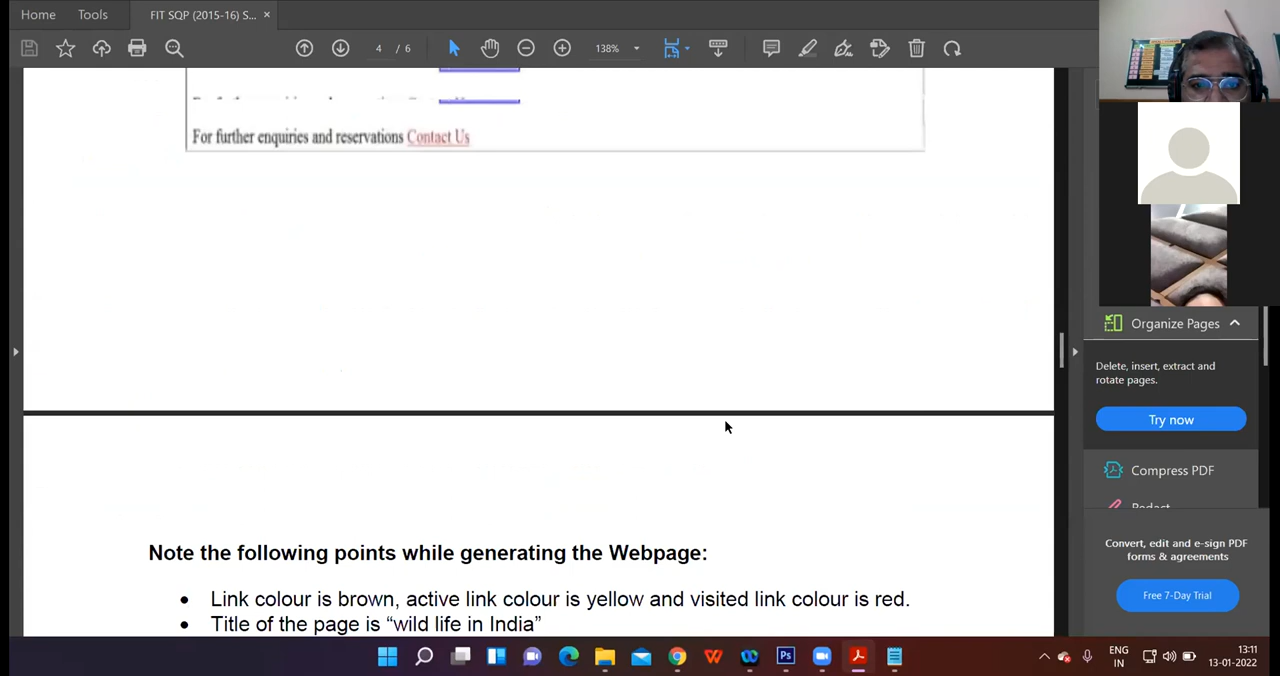 Home Tools FIT SQP (2015-16) S... ×
4 / 6 138%
For further enquiries and reservations Contact Us
Organize Pages
Delete, insert, extract and
rotate pages.
Try now
Compress PDF
Redact
Convert, edit and e-sign PDF
forms & agreements
Free 7-Day Trial
Note the following points while generating the Webpage:
• Link colour is brown, active link colour is yellow and visited link colour is red.
• Title of the page is “wild life in India”
ENG
IN
13:11
13-01-2022